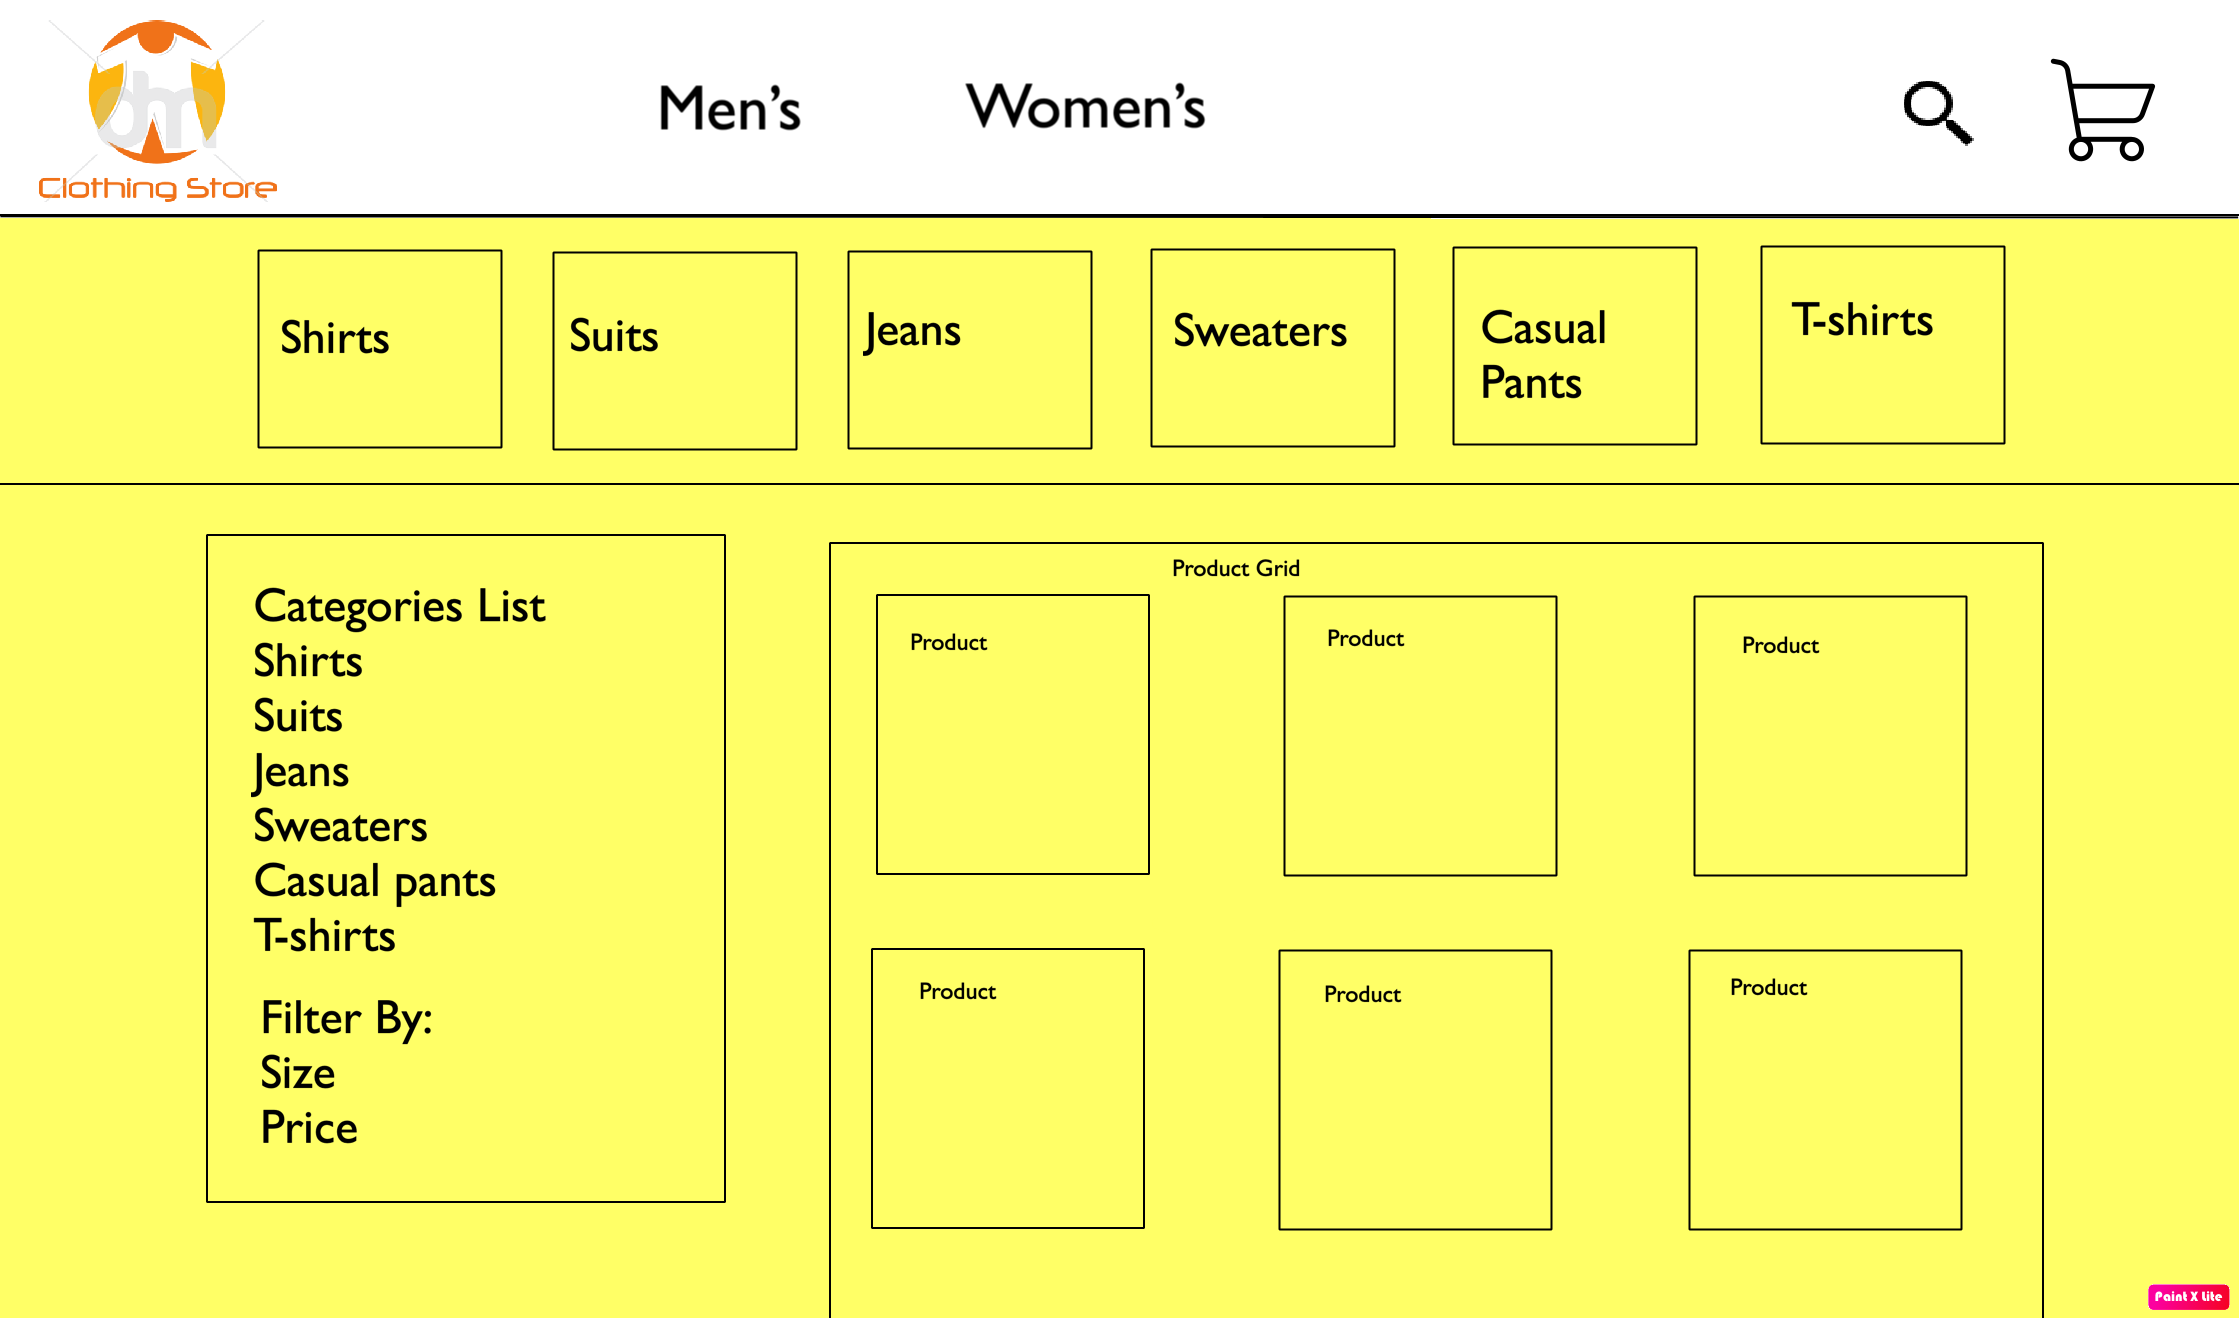 dm
Clothing Store
Men's
Women's
Shirts
Suits
Jeans
Sweaters
Casual
Pants
T-shirts
Categories List
Shirts
Suits
Jeans
Sweaters
Casual pants
T-shirts
Filter By:
Size
Price
Product Grid
Product
Product
Product
Product
Product
Product
Paint X Lite